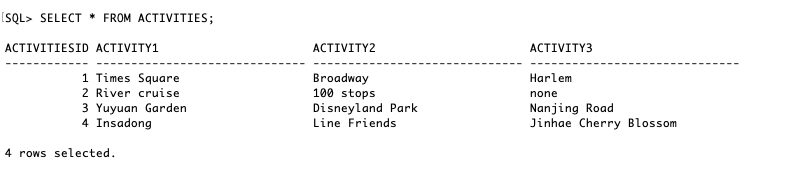 SQL> SELECT * FROM ACTIVITIES;
ACTIVITIESID ACTIVITY1 ACTIVITY2 ACTIVITY3
------------ ------------------------------ ------------------------------ ------------------------------
1 Times Square Broadway Harlem
2 River cruise 100 stops none
3 Yuyuan Garden Disneyland Park Nanjing Road
4 Insadong Line Friends Jinhae Cherry Blossom
4 rows selected.